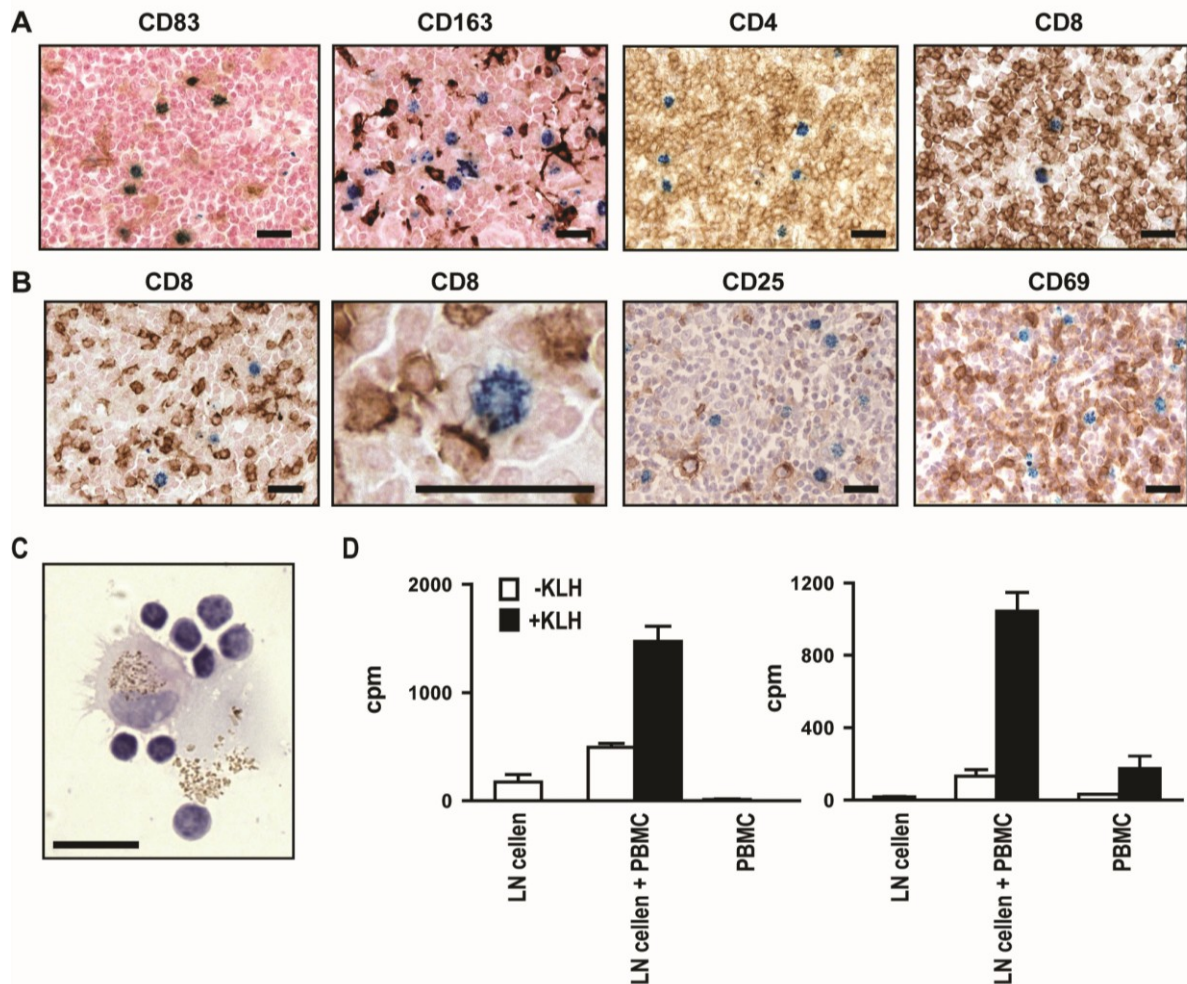 A
CD83
CD163
CD4
CD8
B
CD8
CD8
CD25
CD69
C
D
-KLH
+KLH
2000
1000
0
cpm
LN cellen
LN cellen + PBMC
PBMC
1200
800
400
0
cpm
LN cellen
LN cellen + PBMC
PBMC